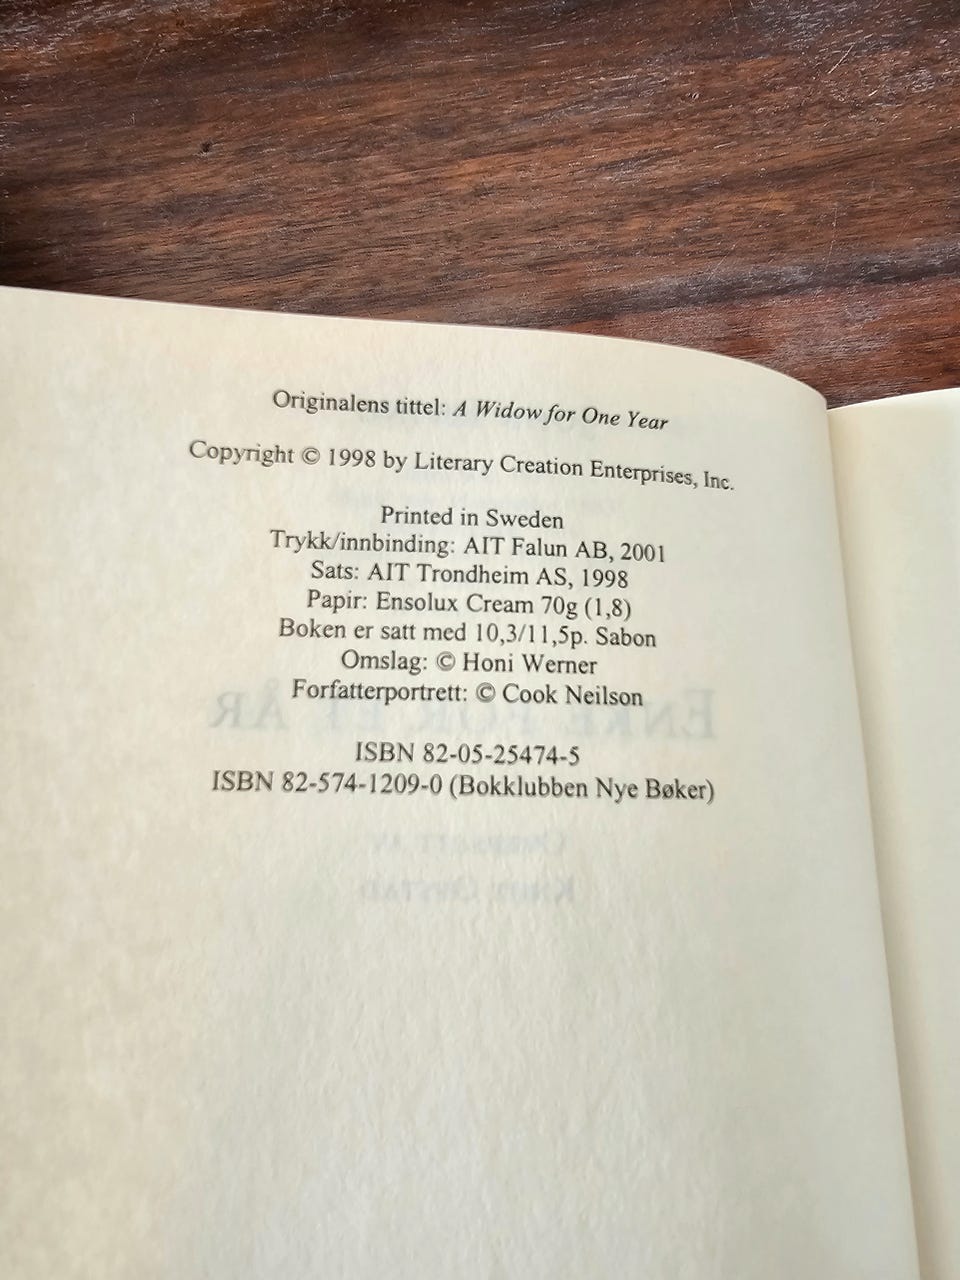 Originalens tittel: A Widow for One Year
Copyright © 1998 by Literary Creation Enterprises, Inc.
Printed in Sweden
Trykk/innbinding: AIT Falun AB, 2001
Sats: AIT Trondheim AS, 1998
Papir: Ensolux Cream 70g (1,8)
Boken er satt med 10,3/11,5p. Sabon
Omslag: © Honi Werner
Forfatterportrett: © Cook Neilson
ISBN 82-05-25474-5
ISBN 82-574-1209-0 (Bokklubben Nye Bøker)